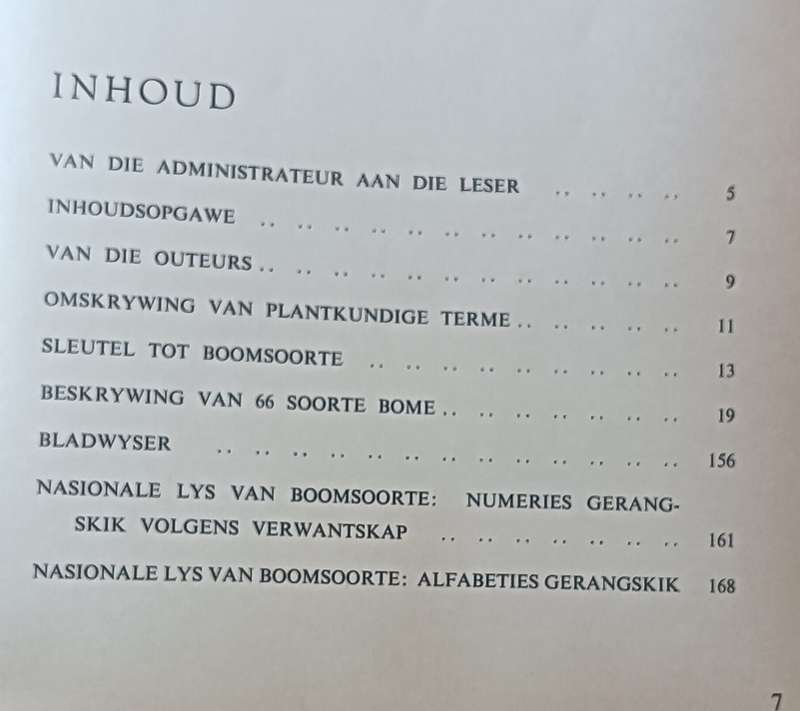 INHOUD
VAN DIE ADMINISTRATEUR AAN DIE LESER .. .. .. .. 5
INHOUDSOPGAWE .. .. .. .. .. .. .. .. .. .. .. .. 7
VAN DIE OUTEURS .. .. .. .. .. .. .. .. .. .. .. .. 9
OMSKRYWING VAN PLANTKUNDIGE TERME .. .. .. .. .. 11
SLEUTEL TOT BOOMSOORTE .. .. .. .. .. .. .. .. .. 13
BESKRYWING VAN 66 SOORTE BOME .. .. .. .. .. .. .. 19
BLADWYSER .. .. .. .. .. .. .. .. .. .. .. .. .. 156
NASIONALE LYS VAN BOOMSOORTE: NUMERIES GERANG-
SKIK VOLGENS VERWANTSKAP .. .. .. .. .. .. .. 161
NASIONALE LYS VAN BOOMSOORTE: ALFABETIES GERANGSKIK 168
7